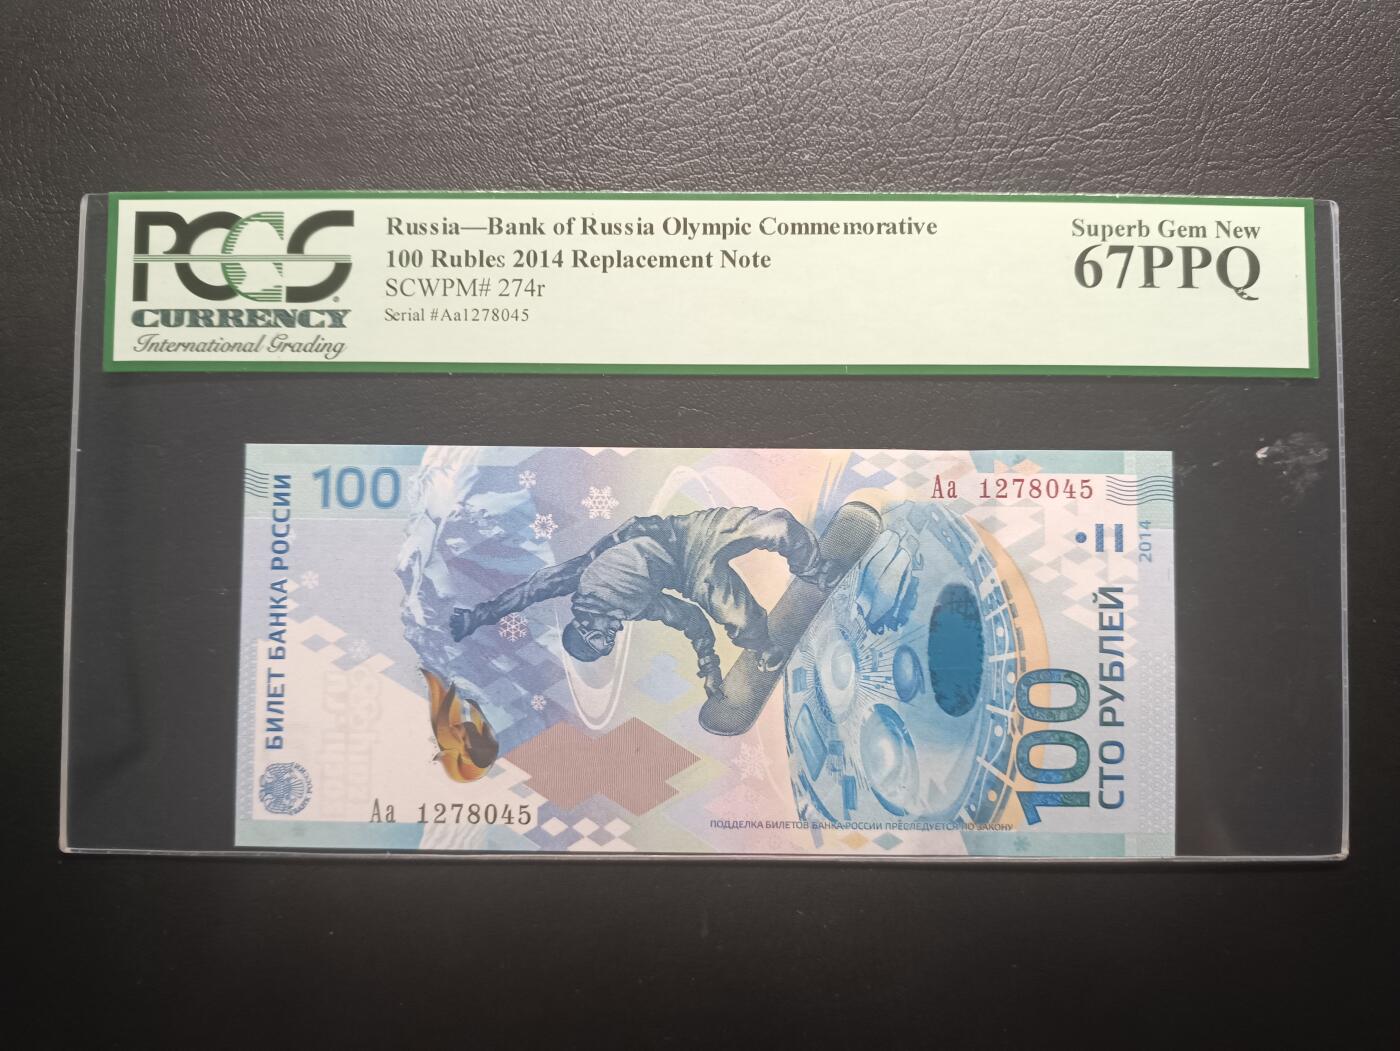 PCGS
CURRENCY
International Grading
Russia—Bank of Russia Olympic Commemorative
100 Rubles 2014 Replacement Note
SCWPM# 274r
Serial #Aa1278045
Superb Gem New
67PPQ
БИЛЕТ БАНКА РОССИИ
100
Аа 1278045
2014
100
СТО РУБЛЕЙ
Аа 1278045
ПОДДЕЛКА БИЛЕТОВ БАНКА РОССИИ ПРЕСЛЕДУЕТСЯ ПО ЗАКОНУ